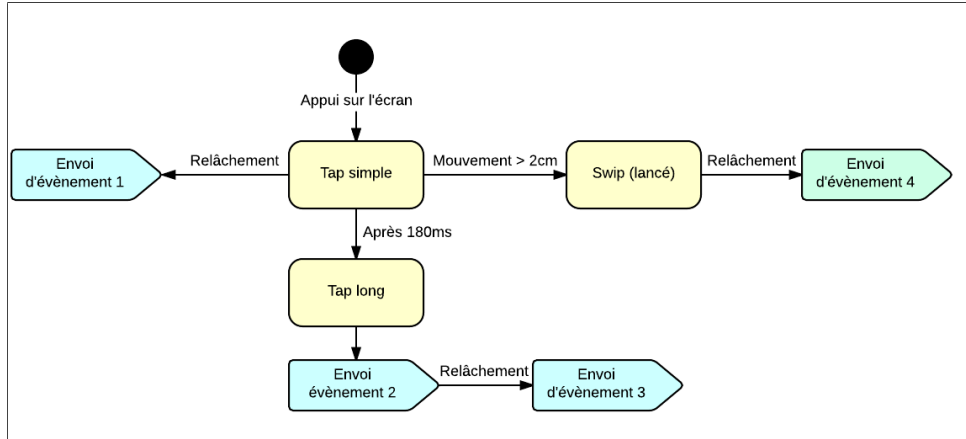 Appui sur l'écran
Envoi
d'évènement 1
Relâchement
Tap simple
Mouvement > 2cm
Swip (lancé)
Relâchement
Envoi
d'évènement 4
Après 180ms
Tap long
Envoi
évènement 2
Relâchement
Envoi
d'évènement 3